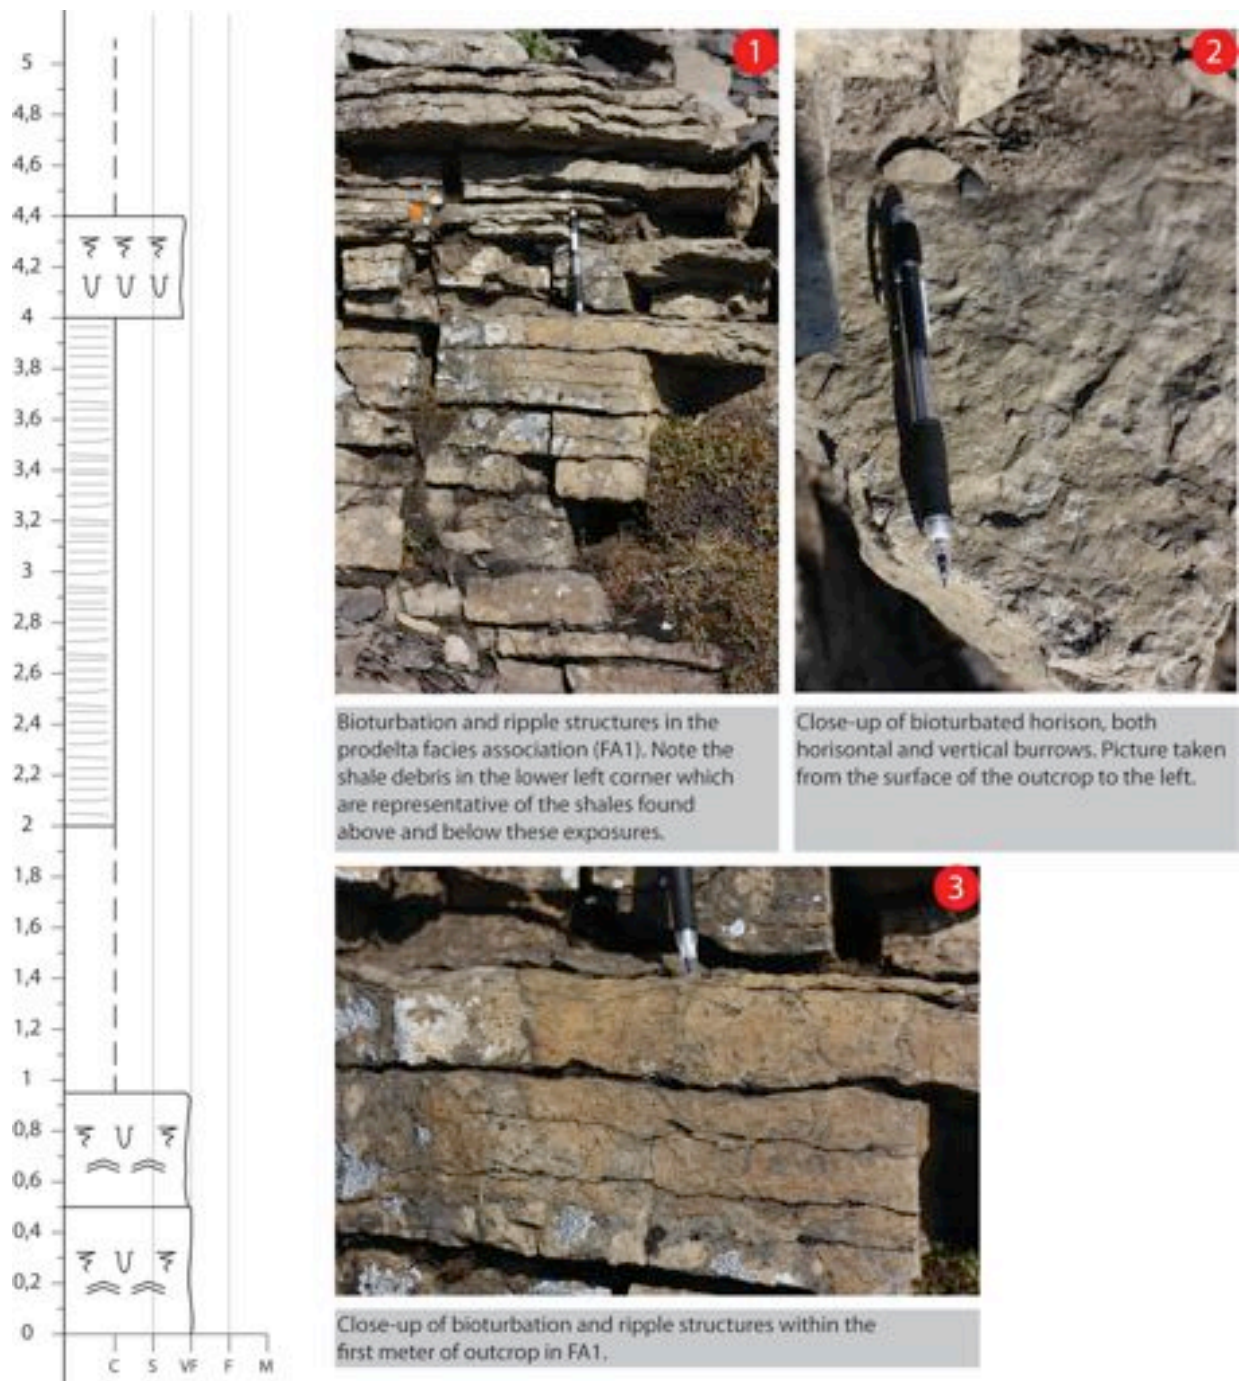 5
4,8
4,6
4,4
4,2
4
3,8
3,6
3,4
3,2
3
2,8
2,6
2,4
2,2
2
1,8
1,6
1,4
1,2
1
0,8
0,6
0,4
0,2
0
C S VF F M
1
2
Bioturbation and ripple structures in the
prodelta facies association (FA1). Note the
shale debris in the lower left corner which
are representative of the shales found
above and below these exposures.
Close-up of bioturbated horison, both
horisontal and vertical burrows. Picture taken
from the surface of the outcrop to the left.
3
Close-up of bioturbation and ripple structures within the
first meter of outcrop in FA1.